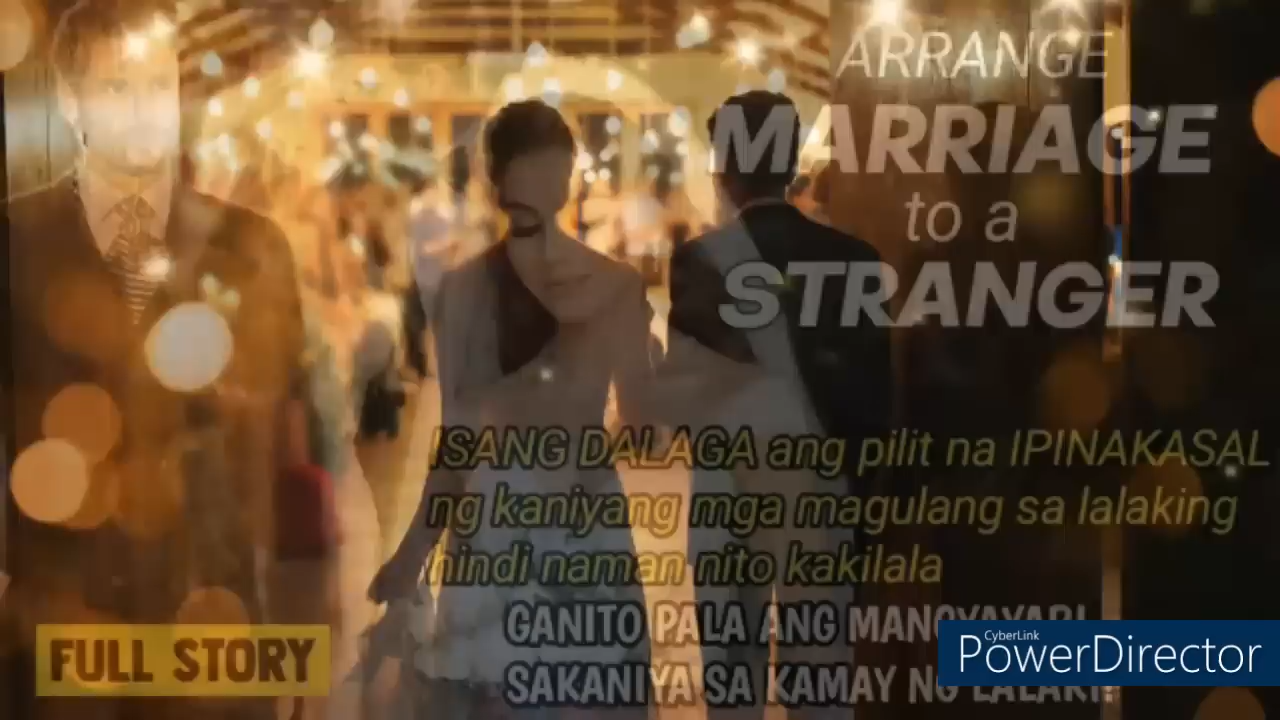 ARRANGE
MARRIAGE
to a
STRANGER
ISANG DALAGA ang pilit na IPINAKASAL
ng kaniyang mga magulang sa lalaking
hindi naman nito kakilala
GANITO PALA ANG
SAKANIYA SA KAMAY NG LALAKI!
FULL STORY
CyberLink
PowerDirector